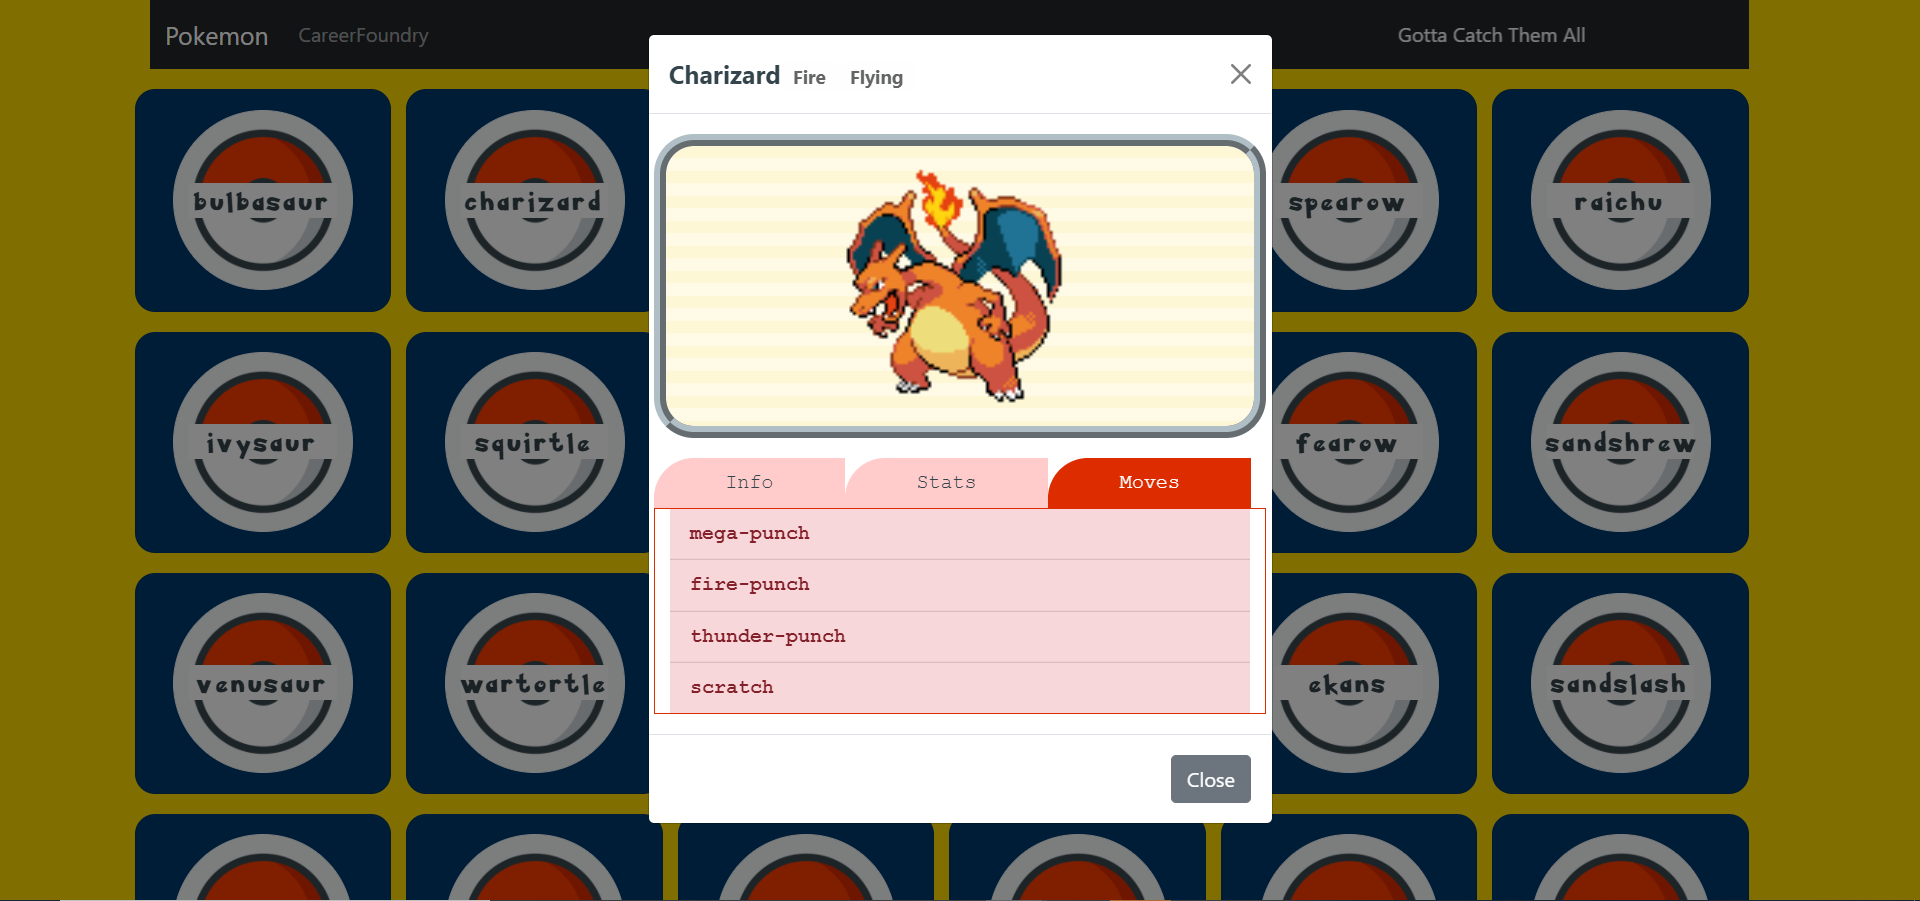 Pokemon CareerFoundry Gotta Catch Them All
Charizard Fire Flying
bulbasaur charizard spearow raichu
ivysaur squirtle fearow sandshrew
Info Stats Moves
mega-punch
fire-punch
thunder-punch
scratch
venusaur wartortle ekans sandslash
Close